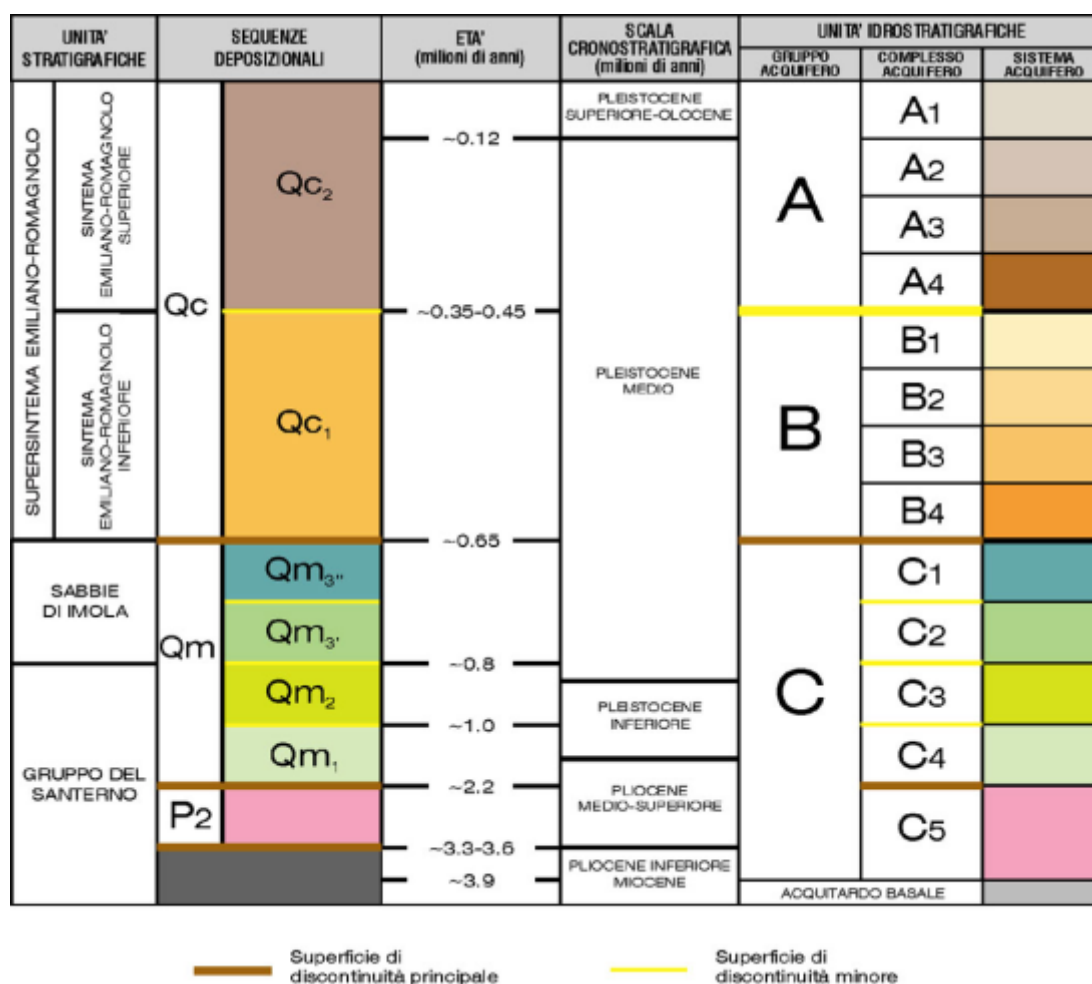 UNITA'
STRATIGRAFICHE
SEQUENZE
DEPOSIZIONALI
ETA'
(milioni di anni)
SCALA
CRONOSTRATIGRAFICA
(milioni di anni)
UNITA' IDROSTRATIGRAFICHE
GRUPPO
ACQUIFERO
COMPLESSO
ACQUIFERO
SISTEMA
ACQUIFERO
SUPERSINTEMA EMILIANO-ROMAGNOLO
SINTEMA
EMILIANO-ROMAGNOLO
SUPERIORE
SINTEMA
EMILIANO-ROMAGNOLO
INFERIORE
SABBIE
DI IMOLA
GRUPPO DEL
SANTERNO
Qc
Qm
P2
Qc2
Qc1
Qm3''
Qm3'
Qm2
Qm1
~0.12
~0.35-0.45
~0.65
~0.8
~1.0
~2.2
~3.3-3.6
~3.9
PLEISTOCENE
SUPERIORE-OLOCENE
PLEISTOCENE
MEDIO
PLEISTOCENE
INFERIORE
PLIOCENE
MEDIO-SUPERIORE
PLIOCENE INFERIORE
MIOCENE
A
B
C
A1
A2
A3
A4
B1
B2
B3
B4
C1
C2
C3
C4
C5
ACQUITARDO BASALE
Superficie di
discontinuità principale
Superficie di
discontinuità minore